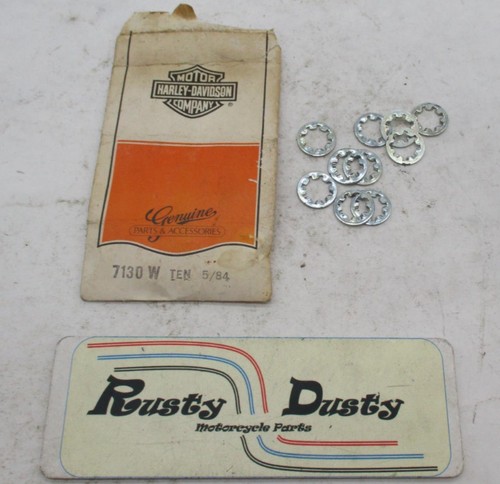 MOTOR
HARLEY-DAVIDSON
COMPANY ®
Genuine
PARTS & ACCESSORIES
7130 W TEN 5/84
Rusty Dusty
Motorcycle Parts